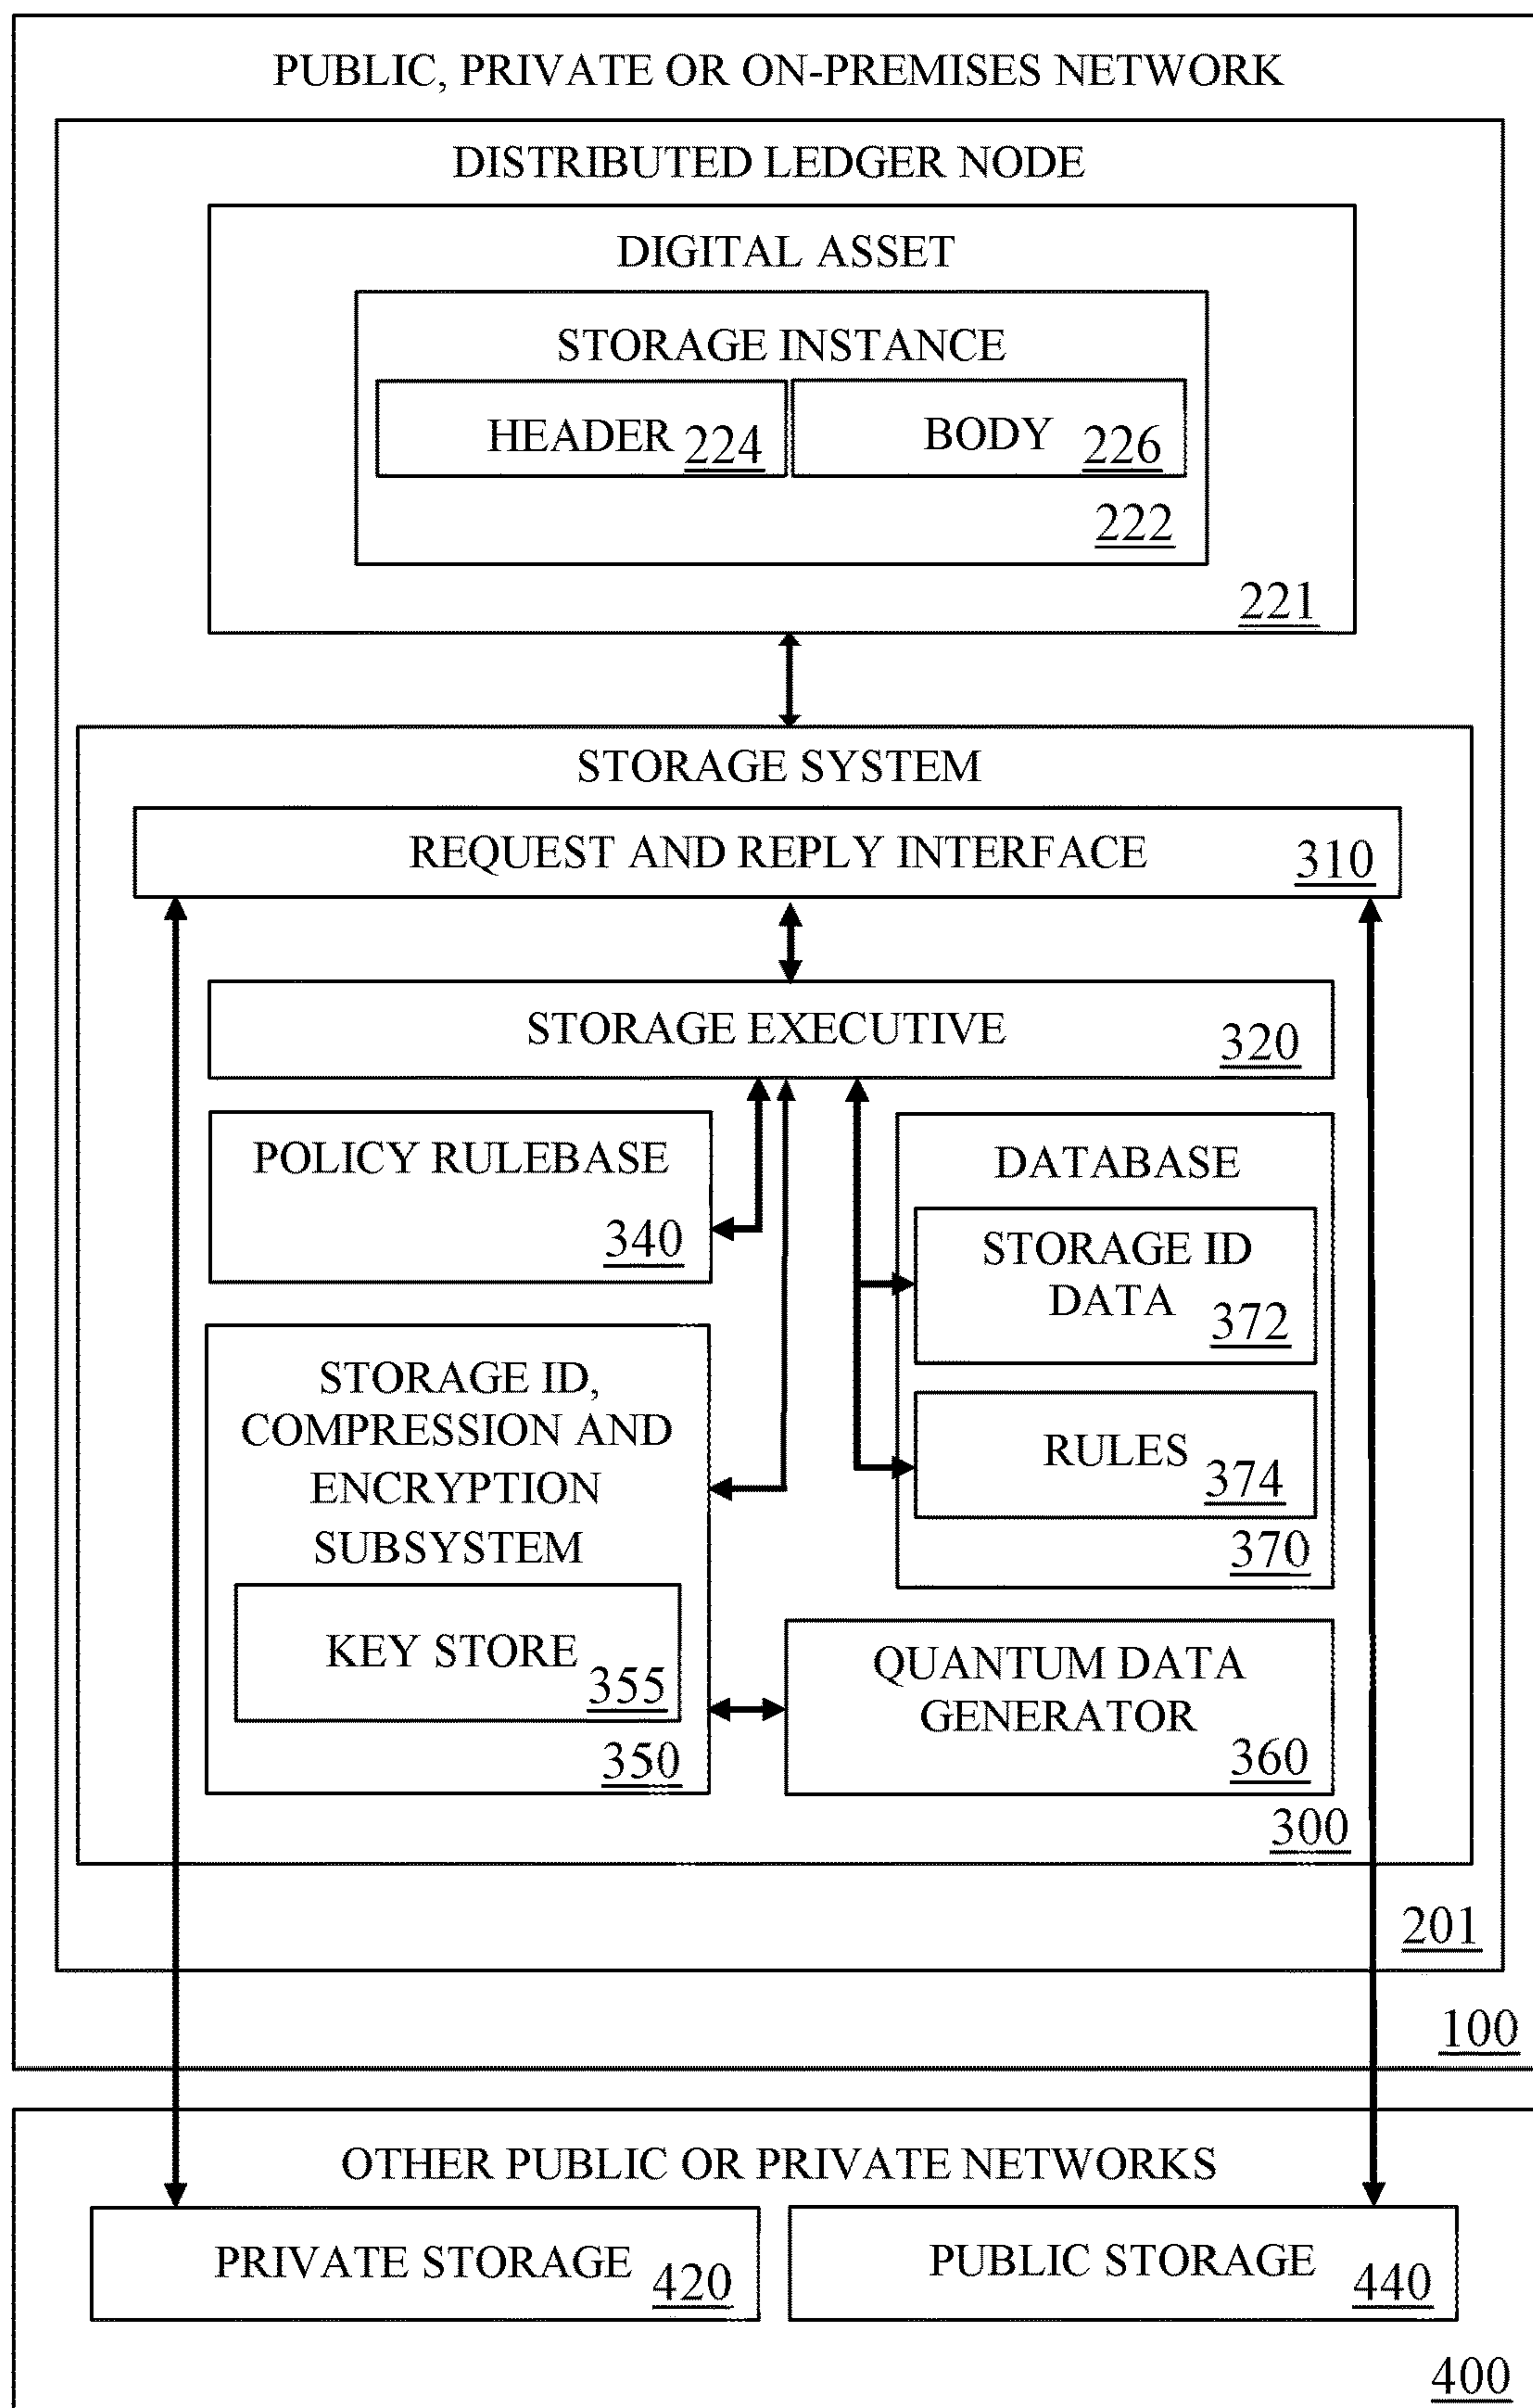 PUBLIC, PRIVATE OR ON-PREMISES NETWORK
DISTRIBUTED LEDGER NODE
DIGITAL ASSET
STORAGE INSTANCE
HEADER 224
BODY 226
222
221
STORAGE SYSTEM
REQUEST AND REPLY INTERFACE 310
STORAGE EXECUTIVE 320
POLICY RULEBASE
340
DATABASE
STORAGE ID
DATA 372
RULES 374
370
STORAGE ID,
COMPRESSION AND
ENCRYPTION
SUBSYSTEM
KEY STORE 355
350
QUANTUM DATA
GENERATOR 360
300
201
100
OTHER PUBLIC OR PRIVATE NETWORKS
PRIVATE STORAGE 420
PUBLIC STORAGE 440
400